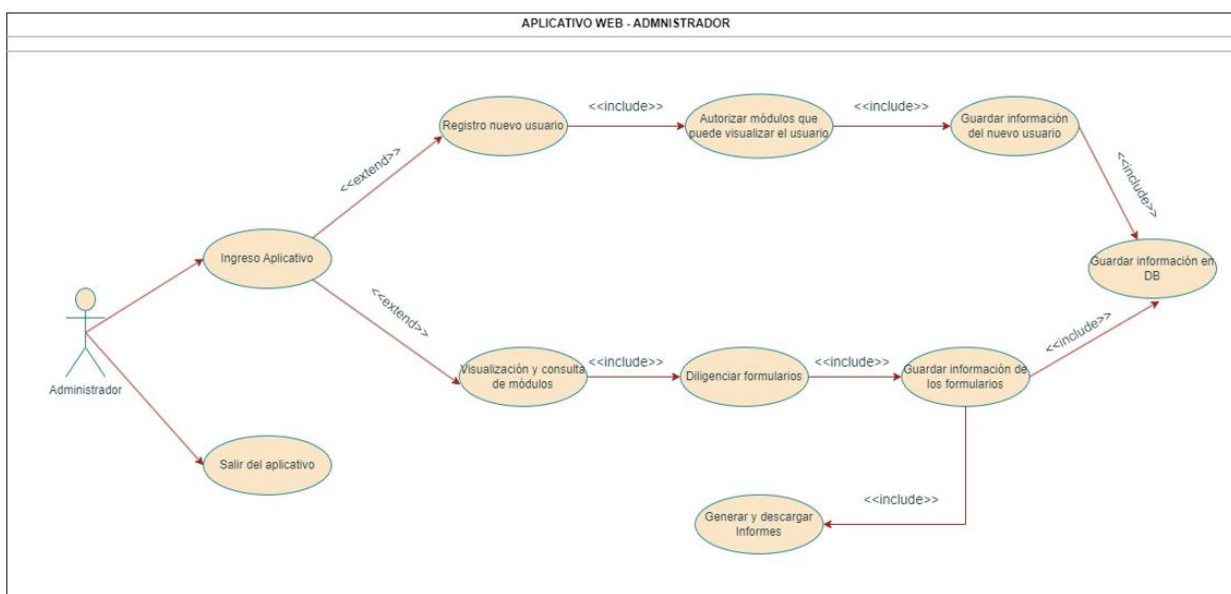 APLICATIVO WEB - ADMNISTRADOR
<<include>>
<<include>>
Registro nuevo usuario
Autorizar módulos que
puede visualizar el usuario
Guardar información
del nuevo usuario
<<extend>>
<<include>>
Ingreso Aplicativo
Guardar información en
DB
<<extend>>
<<include>>
Administrador
<<include>>
<<include>>
Visualización y consulta
de módulos
Diligenciar formularios
Guardar información de
los formularios
Salir del aplicativo
<<include>>
Generar y descargar
Informes